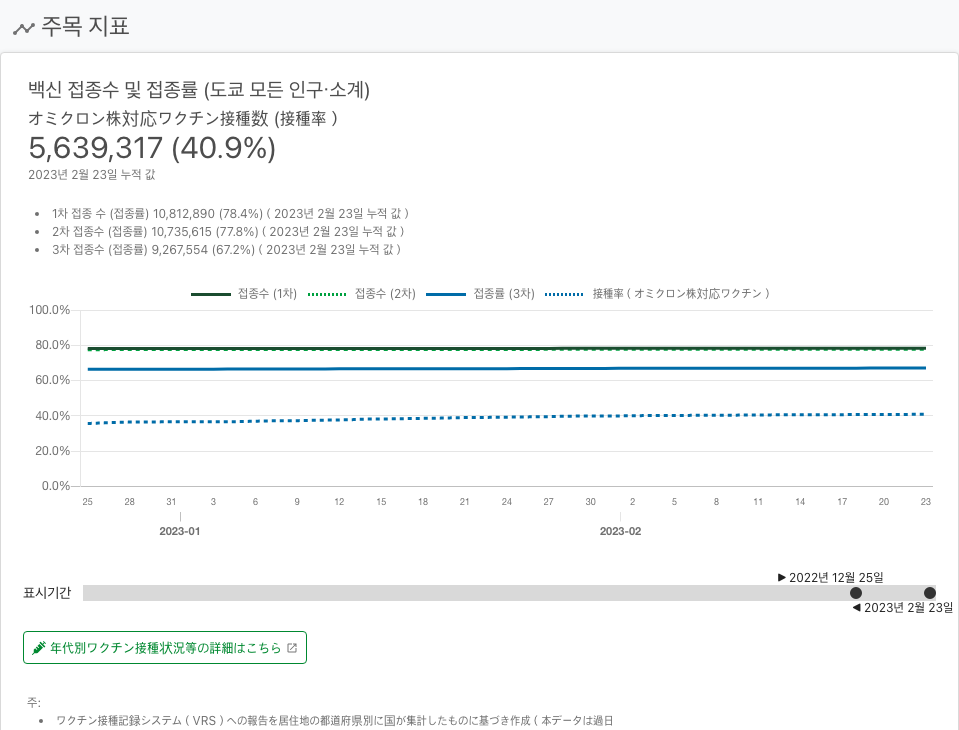 주목 지표
백신 접종수 및 접종률 (도쿄 모든 인구·소계)
オミクロン株対応ワクチン接種数 (接種率 )
5,639,317 (40.9%)
2023년 2월 23일 누적 값
• 1차 접종 수 (접종률) 10,812,890 (78.4%) ( 2023년 2월 23일 누적 값 )
• 2차 접종수 (접종률) 10,735,615 (77.8%) ( 2023년 2월 23일 누적 값 )
• 3차 접종수 (접종률) 9,267,554 (67.2%) ( 2023년 2월 23일 누적 값 )
접종수 (1차) 접종수 (2차) 접종률 (3차) 接種率 ( オミクロン株対応ワクチン )
100.0%
80.0%
60.0%
40.0%
20.0%
0.0%
25 28 31 3 6 9 12 15 18 21 24 27 30 2 5 8 11 14 17 20 23
2023-01 2023-02
▶ 2022년 12월 25일
표시기간
◀ 2023년 2월 23일
年代別ワクチン接種状況等の詳細はこちら
주:
• ワクチン接種記録システム ( VRS ) への報告を居住地の都道府県別に国が集計したものに基づき作成 ( 本データは過日